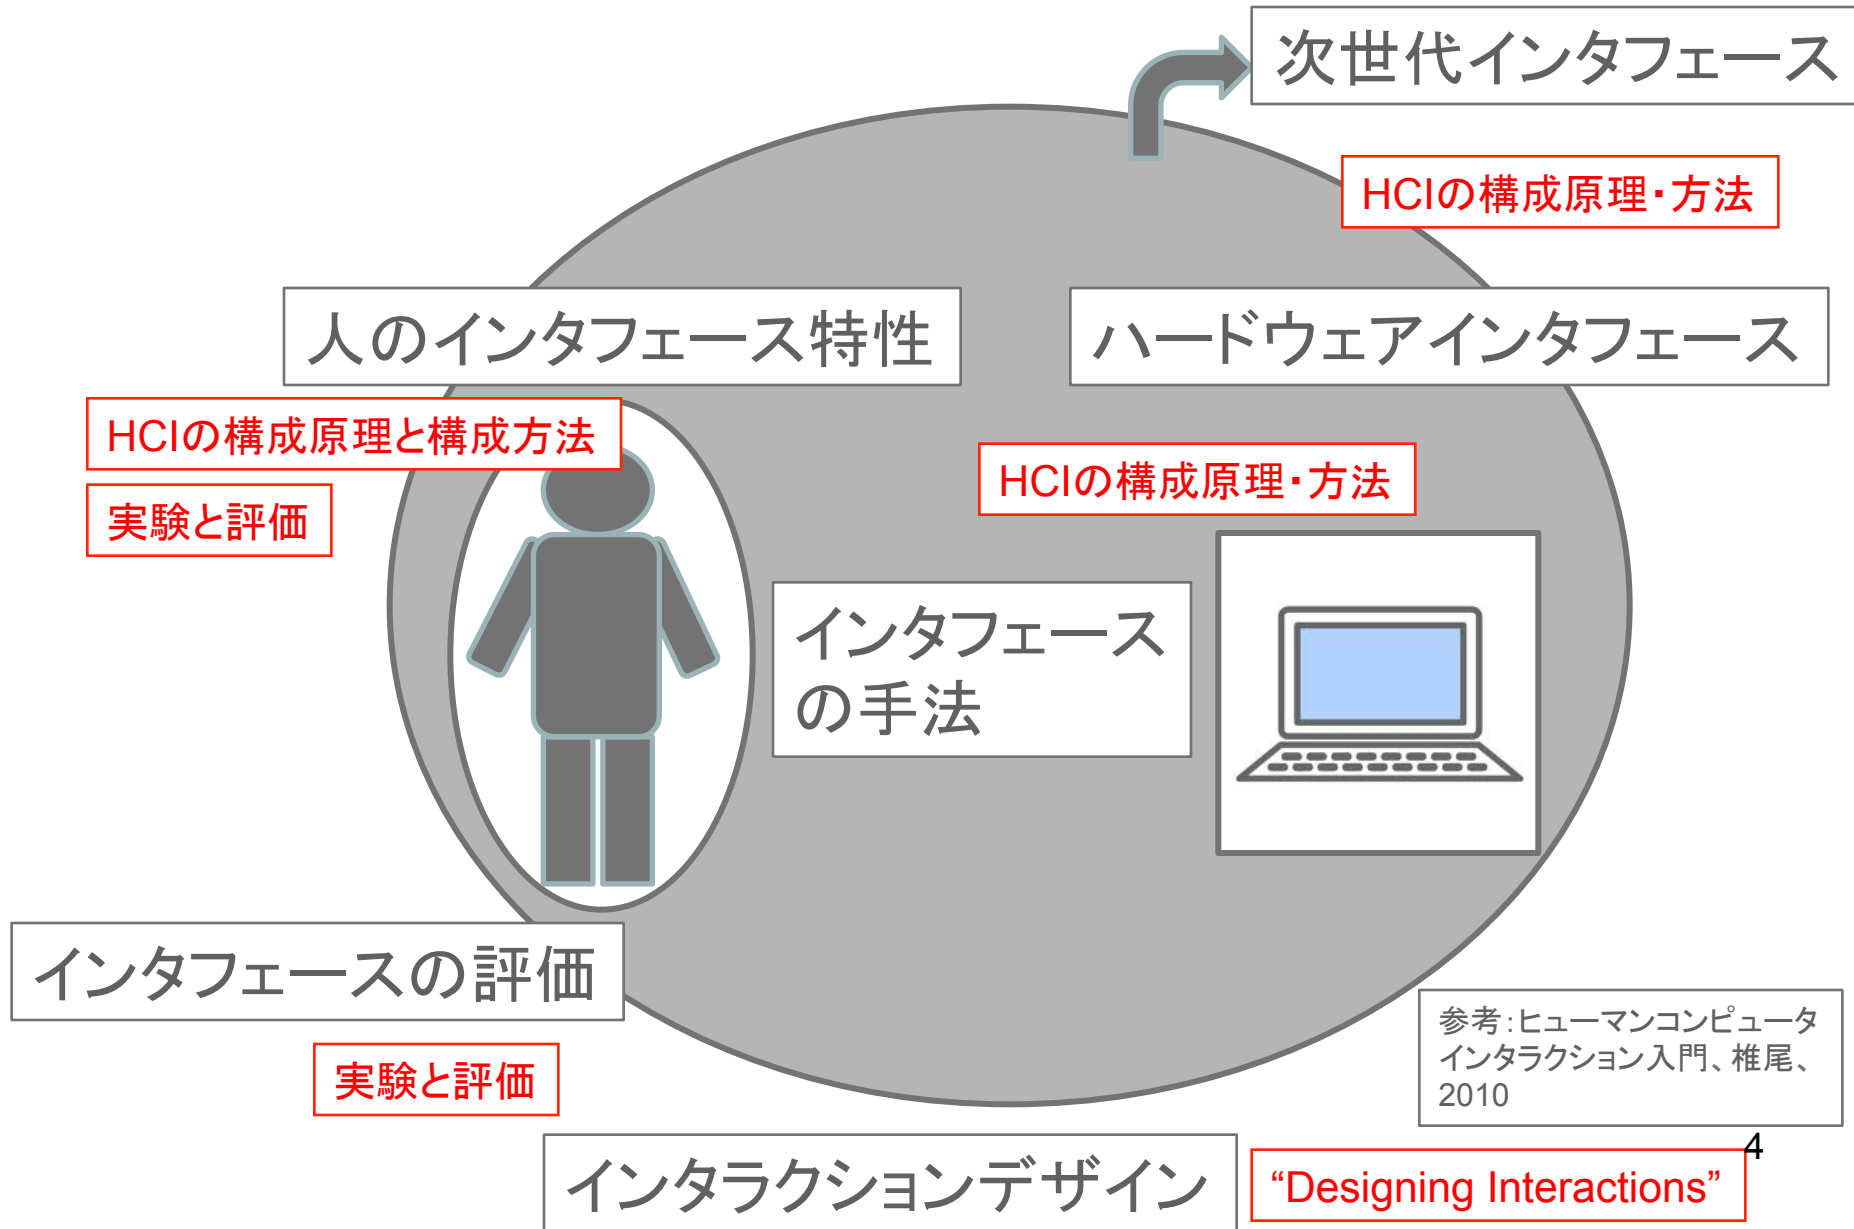 次世代インタフェース
HCIの構成原理・方法
人のインタフェース特性
ハードウェアインタフェース
HCIの構成原理と構成方法
HCIの構成原理・方法
実験と評価
インタフェース
の手法
インタフェースの評価
実験と評価
参考：ヒューマンコンピュータ
インタラクション入門、椎尾、
2010
4
インタラクションデザイン
“Designing Interactions”